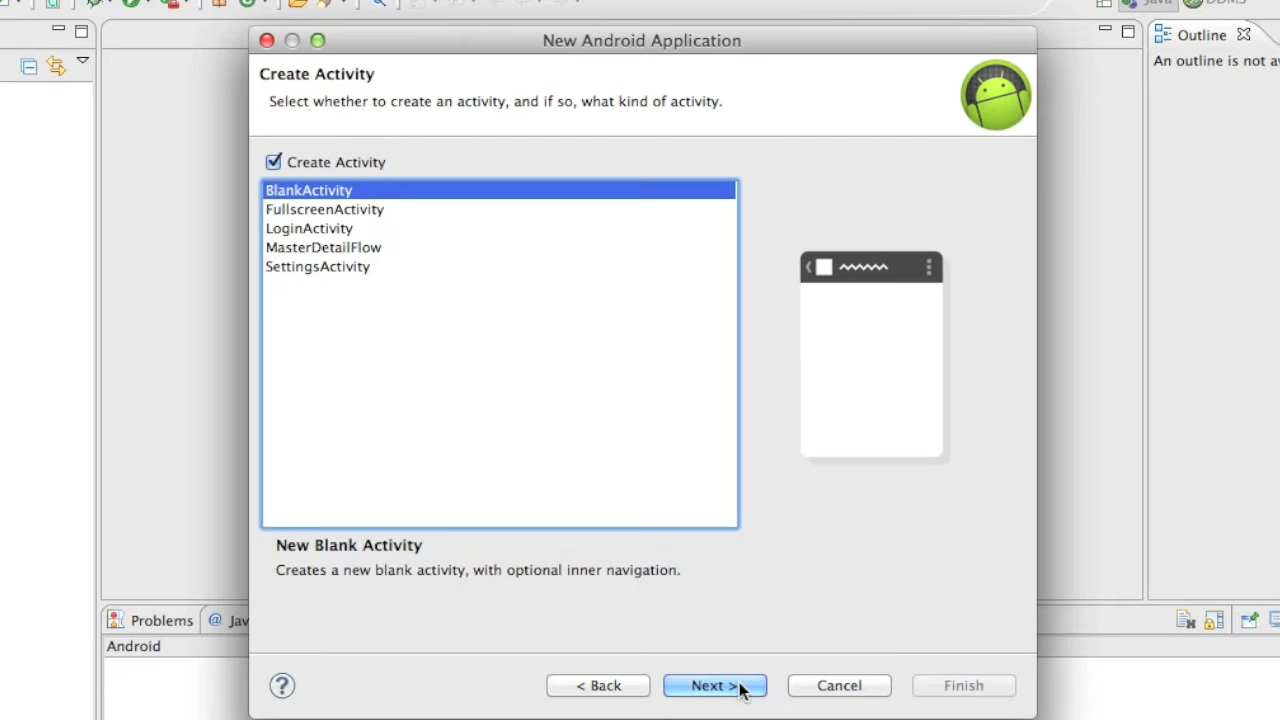 Java
DDMS
New Android Application
Outline
An outline is not av
Create Activity
Select whether to create an activity, and if so, what kind of activity.
Create Activity
BlankActivity
FullscreenActivity
LoginActivity
MasterDetailFlow
SettingsActivity
New Blank Activity
Creates a new blank activity, with optional inner navigation.
Problems
@ Jav
Android
?
< Back
Next >
Cancel
Finish